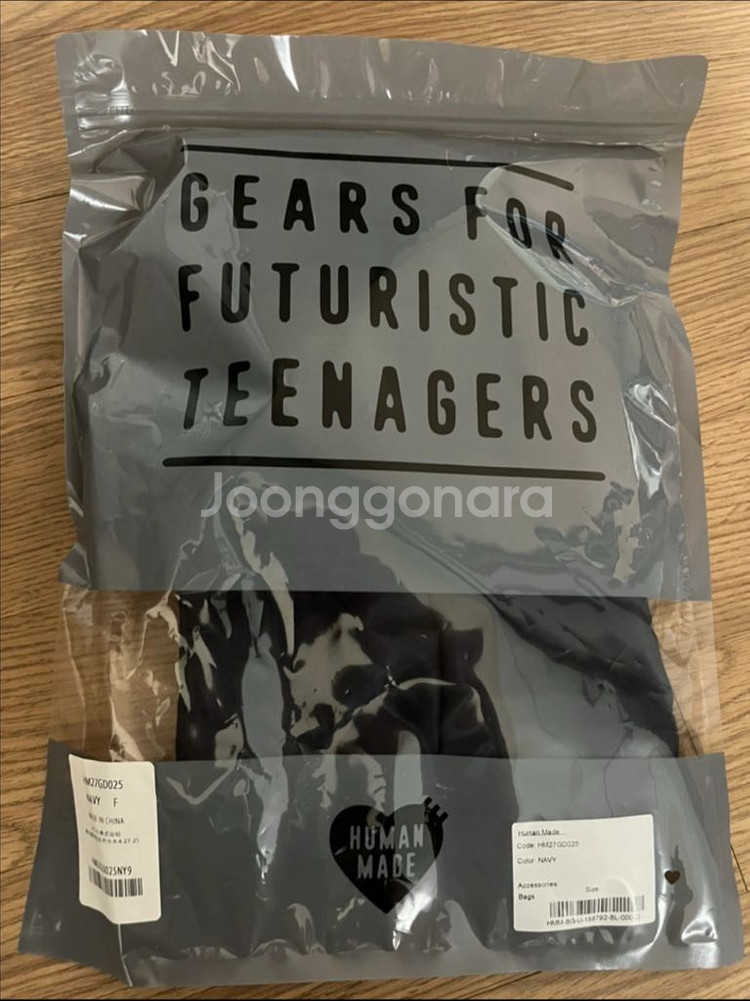 GEARS FOR
FUTURISTIC
TEENAGERS
Joonggonara
HM27GD025
NAVY F
MADE IN CHINA
HUMAN
MADE
Human Made
Code: HM27GD025
Color: NAVY
Accessories
Bags
Size